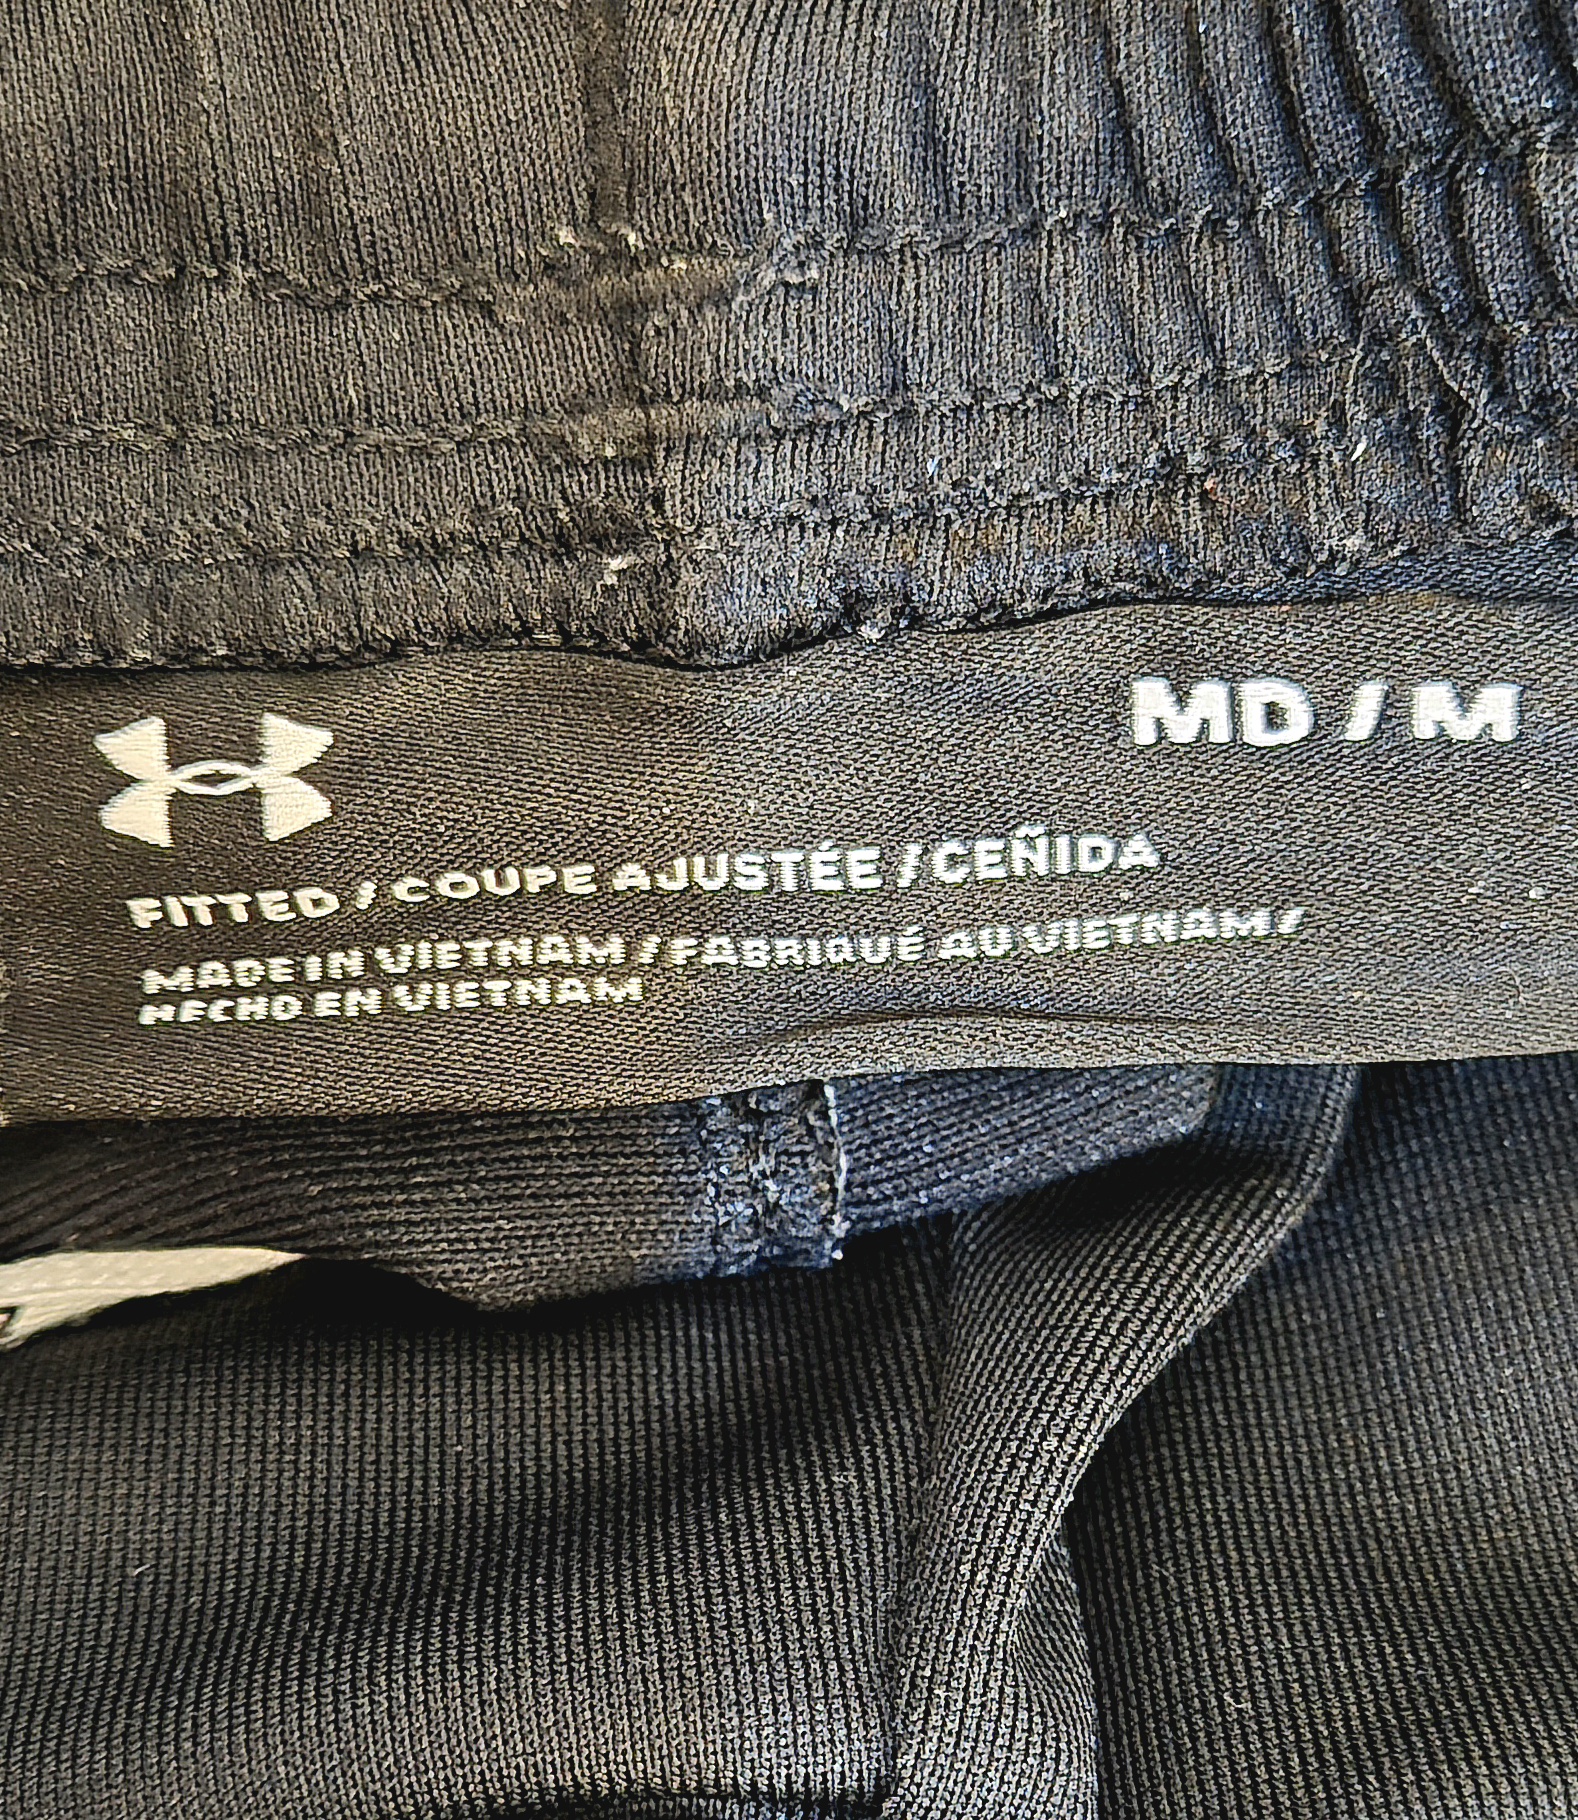 MD / M
FITTED / COUPE AJUSTÉE / CEÑIDA
MADE IN VIETNAM / FABRIQUÉ AU VIETNAM /
HECHO EN VIETNAM